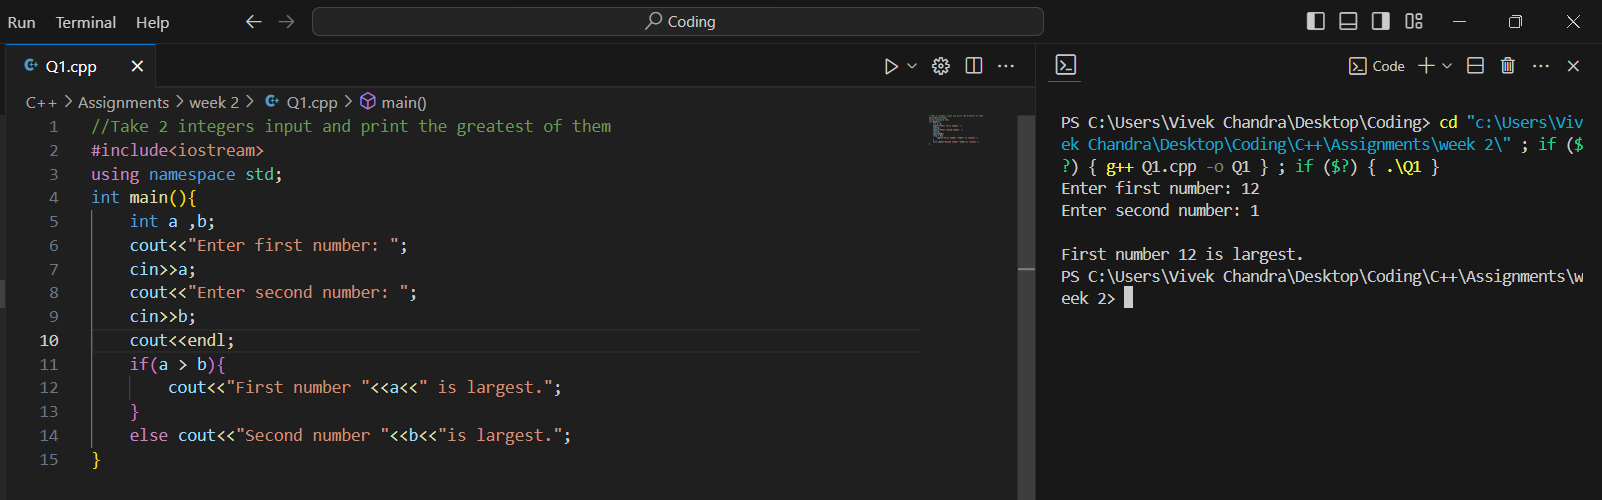 Run Terminal Help
Coding
Q1.cpp
C++ > Assignments > week 2 > Q1.cpp > main()
1 //Take 2 integers input and print the greatest of them
2 #include<iostream>
3 using namespace std;
4 int main(){
5 int a ,b;
6 cout<<"Enter first number: ";
7 cin>>a;
8 cout<<"Enter second number: ";
9 cin>>b;
10 cout<<endl;
11 if(a > b){
12 cout<<"First number "<<a<<" is largest.";
13 }
14 else cout<<"Second number "<<b<<"is largest.";
15 }
Code
PS C:\Users\Vivek Chandra\Desktop\Coding> cd "c:\Users\Viv
ek Chandra\Desktop\Coding\C++\Assignments\week 2\" ; if ($
?) { g++ Q1.cpp -o Q1 } ; if ($?) { .\Q1 }
Enter first number: 12
Enter second number: 1
First number 12 is largest.
PS C:\Users\Vivek Chandra\Desktop\Coding\C++\Assignments\w
eek 2>